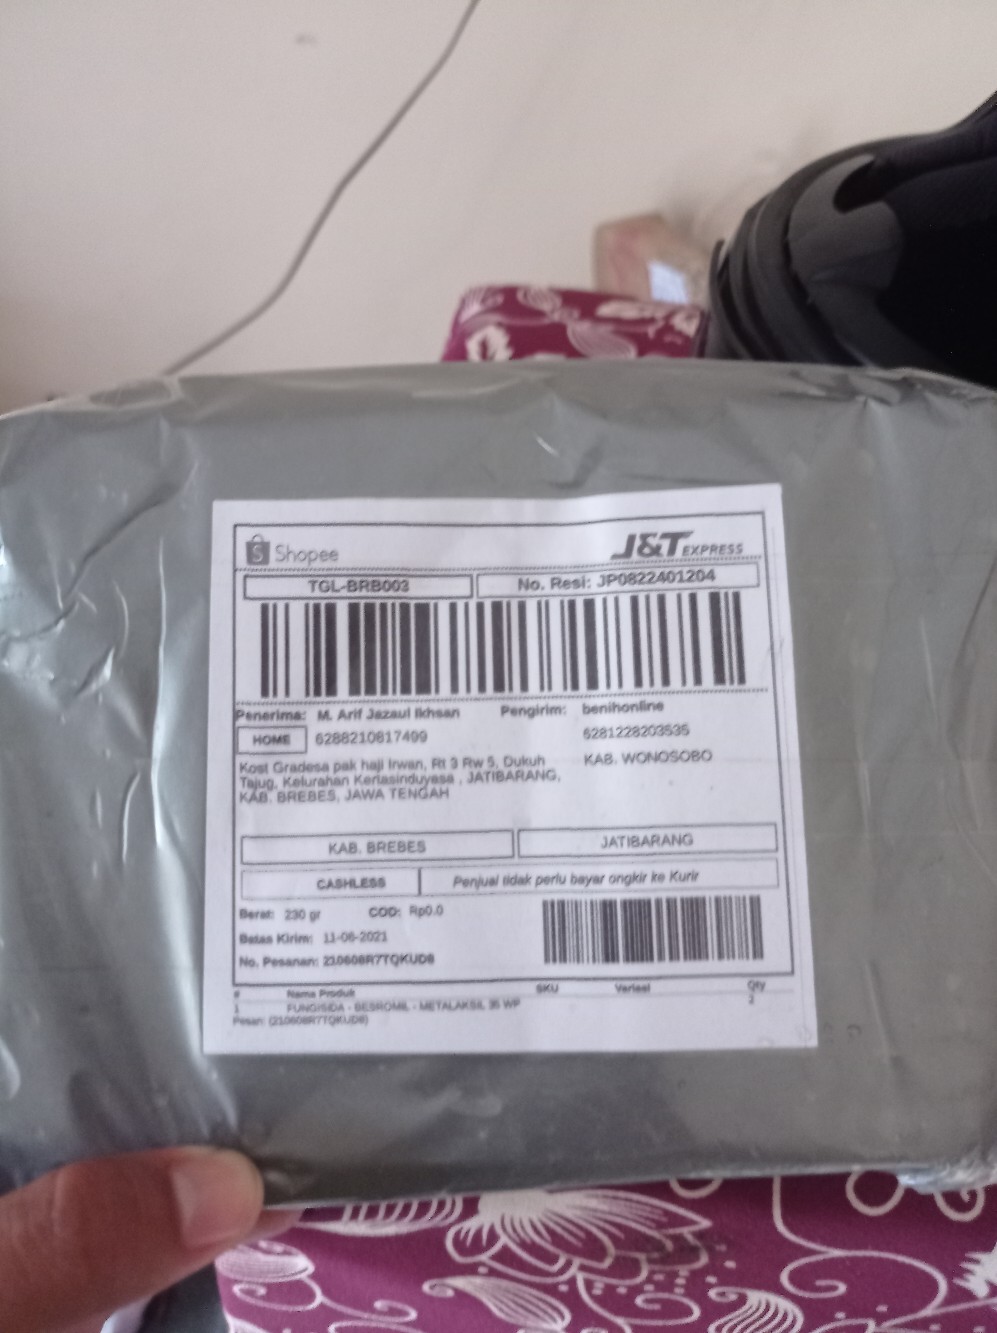 Shopee
J&T EXPRESS
TGL-BRB003
No. Resi: JP0822401204
Penerima: M. Arif Jazaul Ikhsan
Pengirim: benihonline
HOME 6288210817499
6281228203535
Kost Gradesa pak haji Irwan, Rt 3 Rw 5, Dukuh
Tajug, Kelurahan Kertasinduyasa , JATIBARANG,
KAB. BREBES, JAWA TENGAH
KAB. WONOSOBO
KAB. BREBES
JATIBARANG
CASHLESS
Penjual tidak perlu bayar ongkir ke Kurir
Berat: 230 gr COD: Rp0.0
Batas Kirim: 11-06-2021
No. Pesanan: 210608R7TQKUD8
# Nama Produk SKU Variasi Qty
1 FUNGISIDA - BESROMIL - METALAKSIL 35 WP
Pesan: (210608R7TQKUD8)